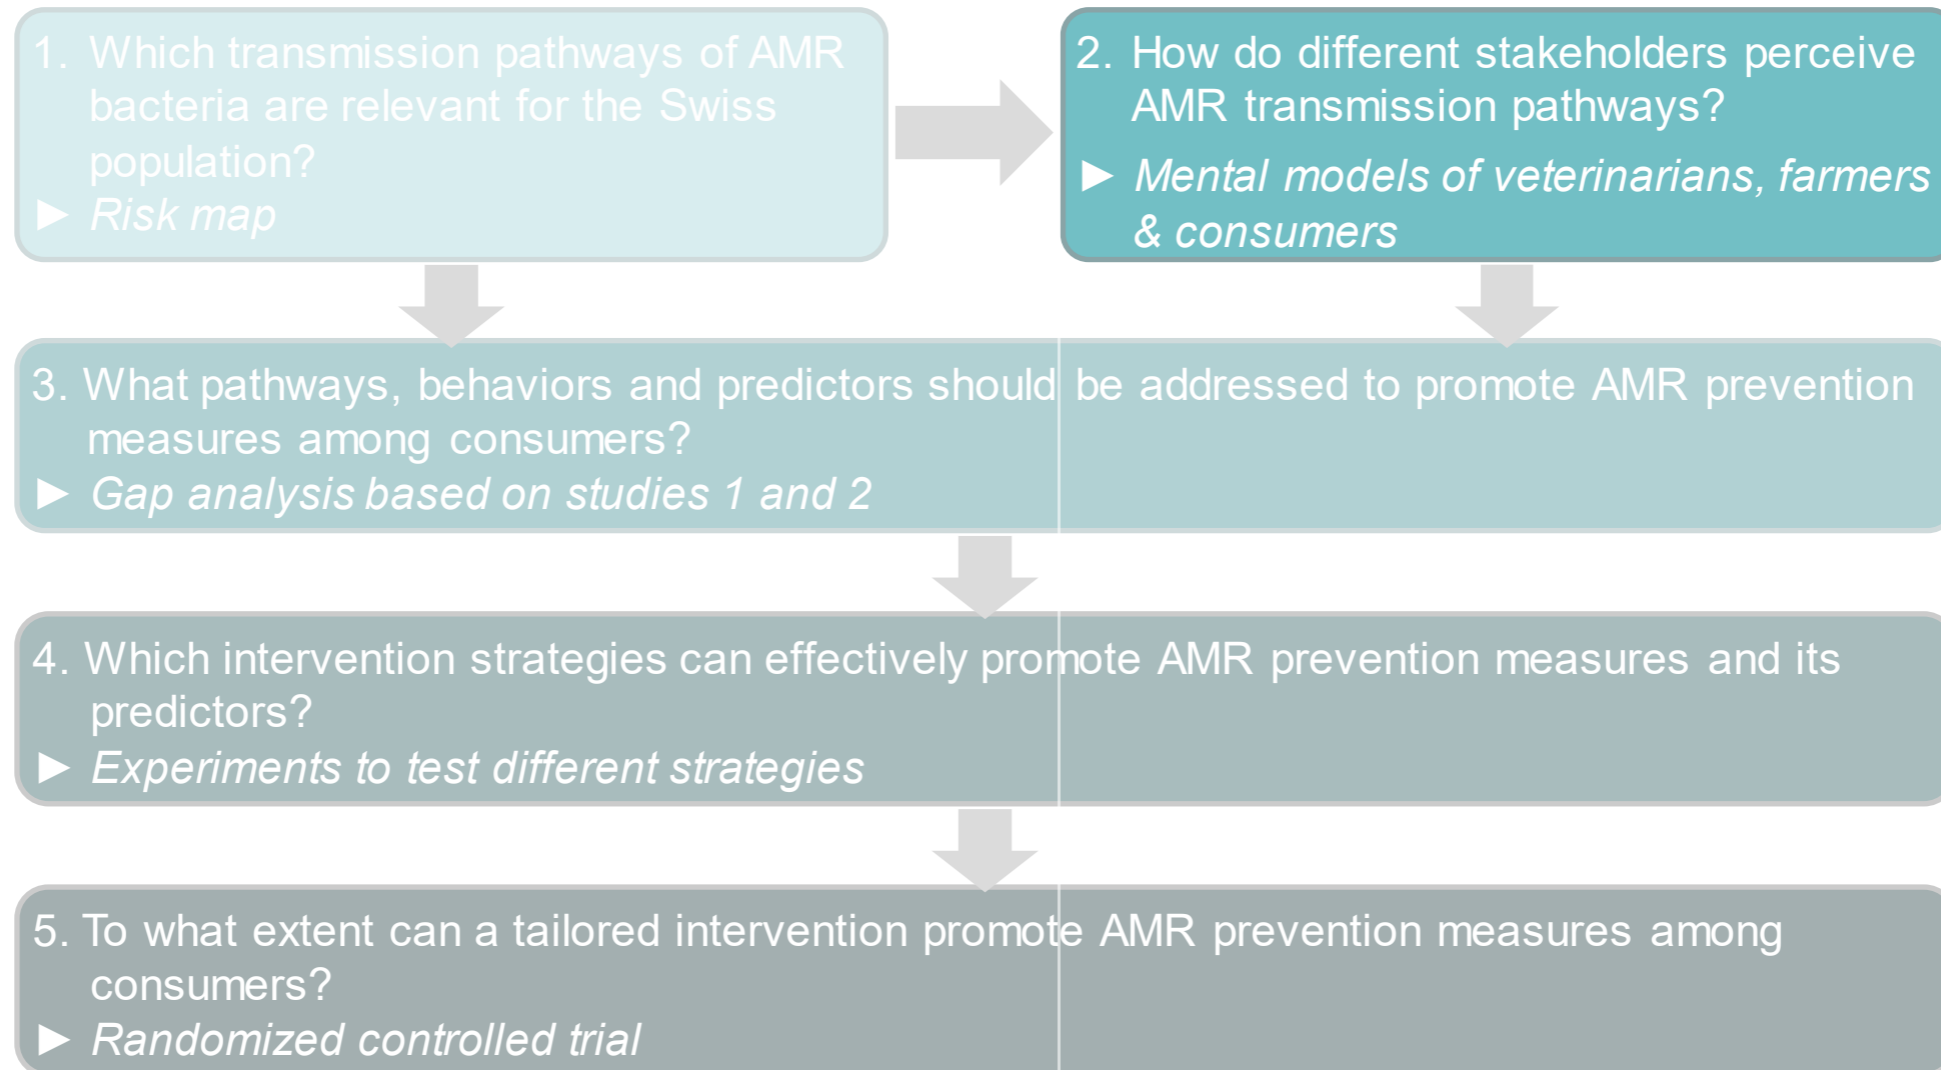 1. Which transmission pathways of AMR
bacteria are relevant for the Swiss
population?
► Risk map
2. How do different stakeholders perceive
AMR transmission pathways?
► Mental models of veterinarians, farmers
& consumers
3. What pathways, behaviors and predictors should be addressed to promote AMR prevention
measures among consumers?
► Gap analysis based on studies 1 and 2
4. Which intervention strategies can effectively promote AMR prevention measures and its
predictors?
► Experiments to test different strategies
5. To what extent can a tailored intervention promote AMR prevention measures among
consumers?
► Randomized controlled trial